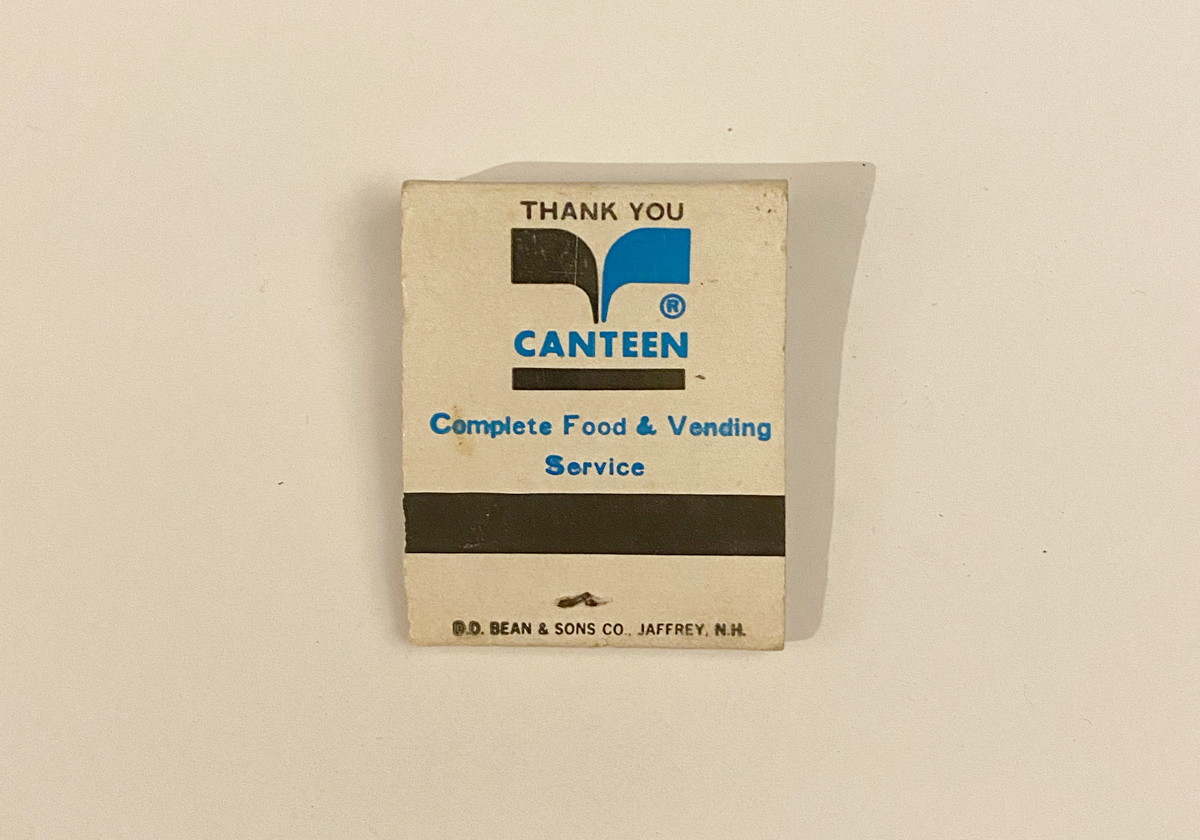 THANK YOU
®
CANTEEN
Complete Food & Vending
Service
D.D. BEAN & SONS CO., JAFFREY, N.H.